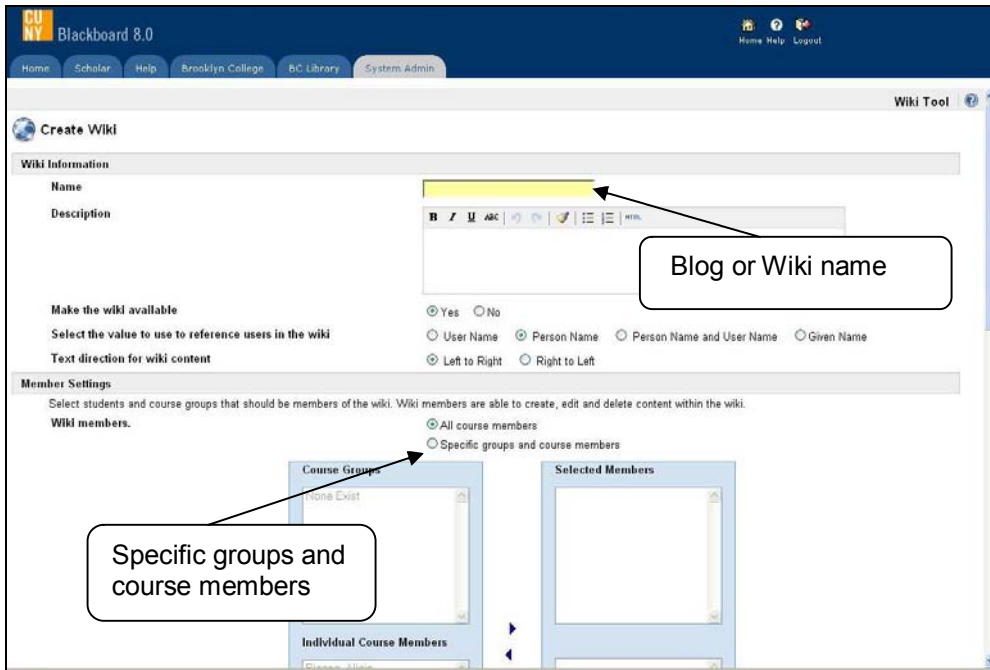 CU
NY
Blackboard 8.0
Home Help Logout
Home Scholar Help Brooklyn College BC Library System Admin
Wiki Tool
Create Wiki
Wiki Information
Name
Description
B I U ABC HTML
Blog or Wiki name
Make the wiki available
Yes No
Select the value to use to reference users in the wiki
User Name Person Name Person Name and User Name Given Name
Text direction for wiki content
Left to Right Right to Left
Member Settings
Select students and course groups that should be members of the wiki. Wiki members are able to create, edit and delete content within the wiki.
Wiki members.
All course members
Specific groups and course members
Course Groups Selected Members
None Exist
Specific groups and
course members
Individual Course Members